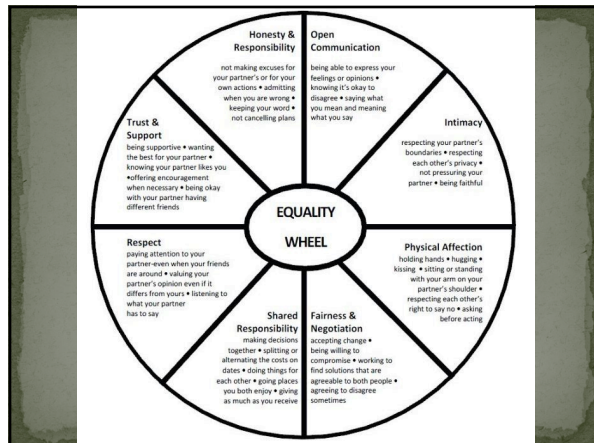 Honesty &
Responsibility
not making excuses for
your partner's or for your
own actions • admitting
when you are wrong •
keeping your word •
not cancelling plans
Open
Communication
being able to express your
feelings or opinions •
knowing it's okay to
disagree • saying what
you mean and meaning
what you say
Intimacy
respecting your partner's
boundaries • respecting
each other's privacy •
not pressuring your
partner • being faithful
Physical Affection
holding hands • hugging •
kissing • sitting or standing
with your arm on your
partner's shoulder •
respecting each other's
right to say no • asking
before acting
Fairness &
Negotiation
accepting change •
being willing to
compromise • working to
find solutions that are
agreeable to both people •
agreeing to disagree
sometimes
Shared
Responsibility
making decisions
together • splitting or
alternating the costs on
dates • doing things for
each other • going places
you both enjoy • giving
as much as you receive
Respect
paying attention to your
partner-even when your friends
are around • valuing your
partner's opinion even if it
differs from yours • listening to
what your partner
has to say
Trust &
Support
being supportive • wanting
the best for your partner •
knowing your partner likes you
•offering encouragement
when necessary • being okay
with your partner having
different friends
EQUALITY
WHEEL